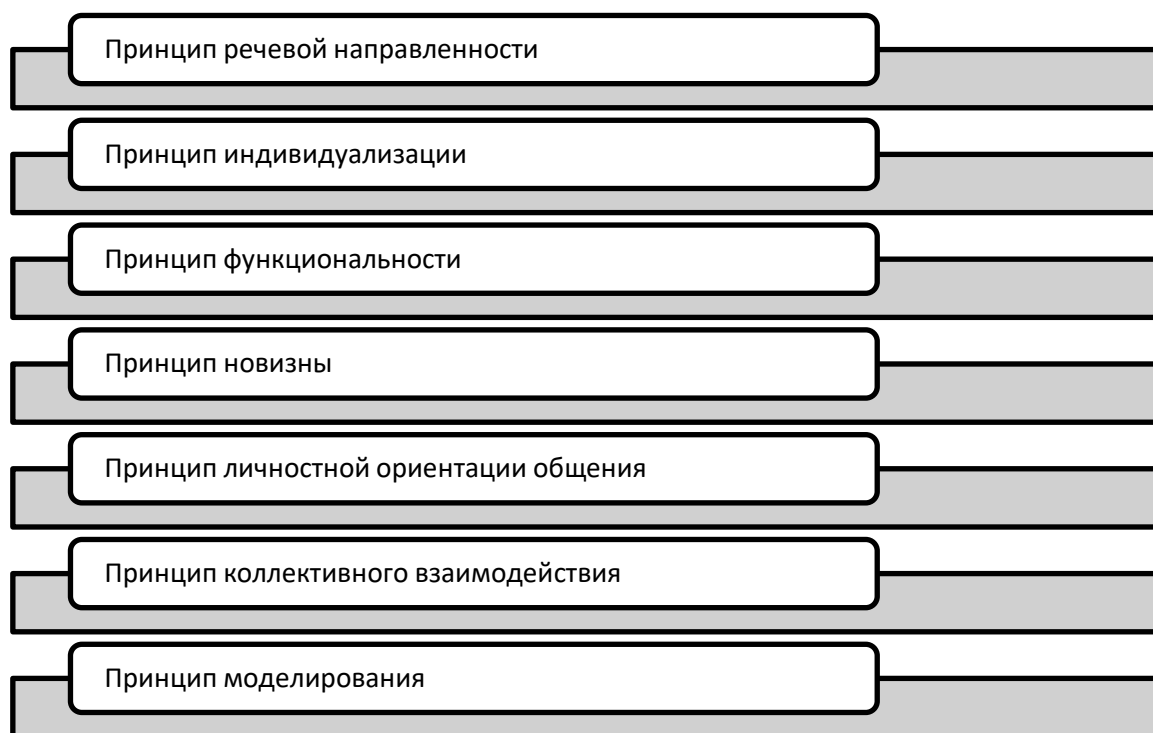 Принцип речевой направленности
Принцип индивидуализации
Принцип функциональности
Принцип новизны
Принцип личностной ориентации общения
Принцип коллективного взаимодействия
Принцип моделирования